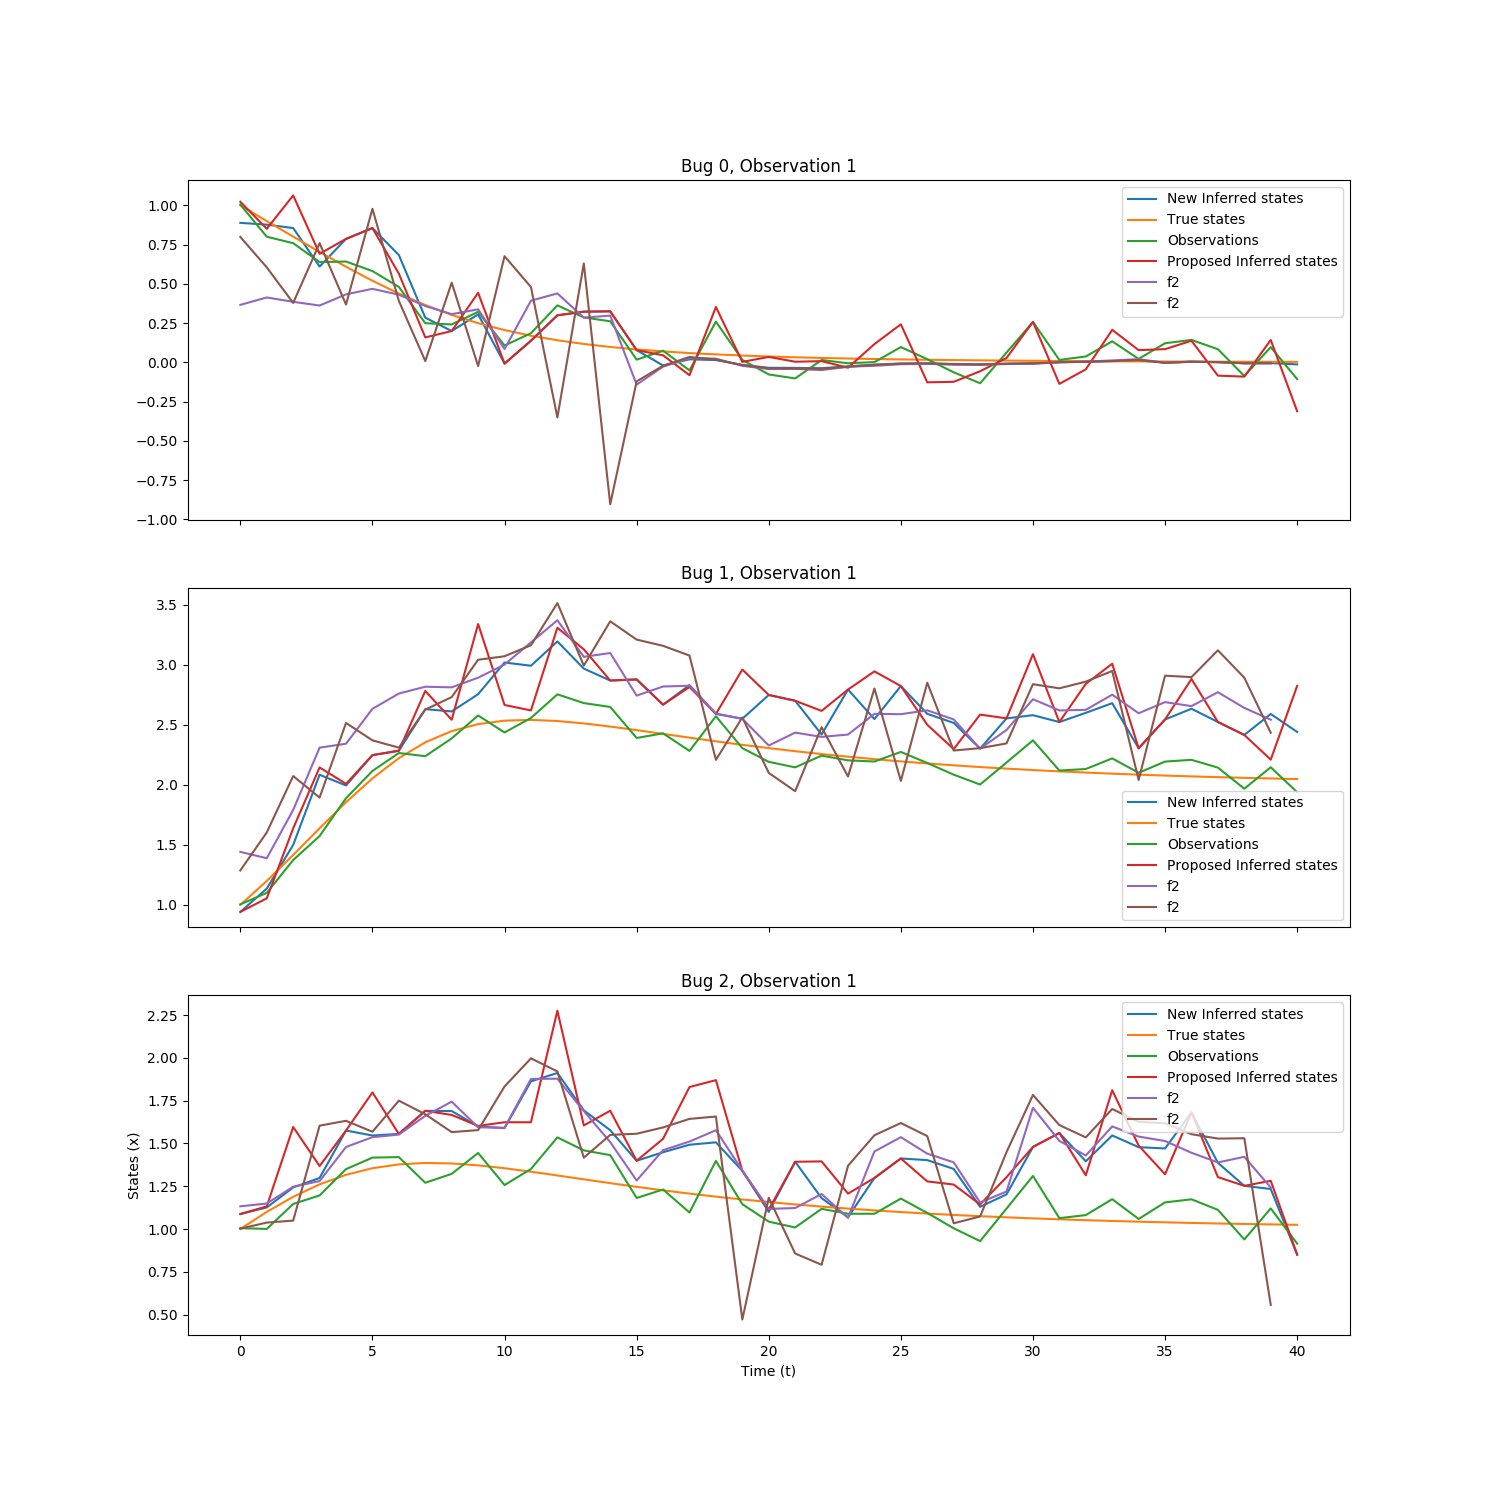 Bug 0, Observation 1
1.00
0.75
0.50
0.25
0.00
−0.25
−0.50
−0.75
−1.00
New Inferred states
True states
Observations
Proposed Inferred states
f2
f2
Bug 1, Observation 1
3.5
3.0
2.5
2.0
1.5
1.0
New Inferred states
True states
Observations
Proposed Inferred states
f2
f2
Bug 2, Observation 1
2.25
2.00
1.75
1.50
1.25
1.00
0.75
0.50
States (x)
New Inferred states
True states
Observations
Proposed Inferred states
f2
f2
0 5 10 15 20 25 30 35 40
Time (t)